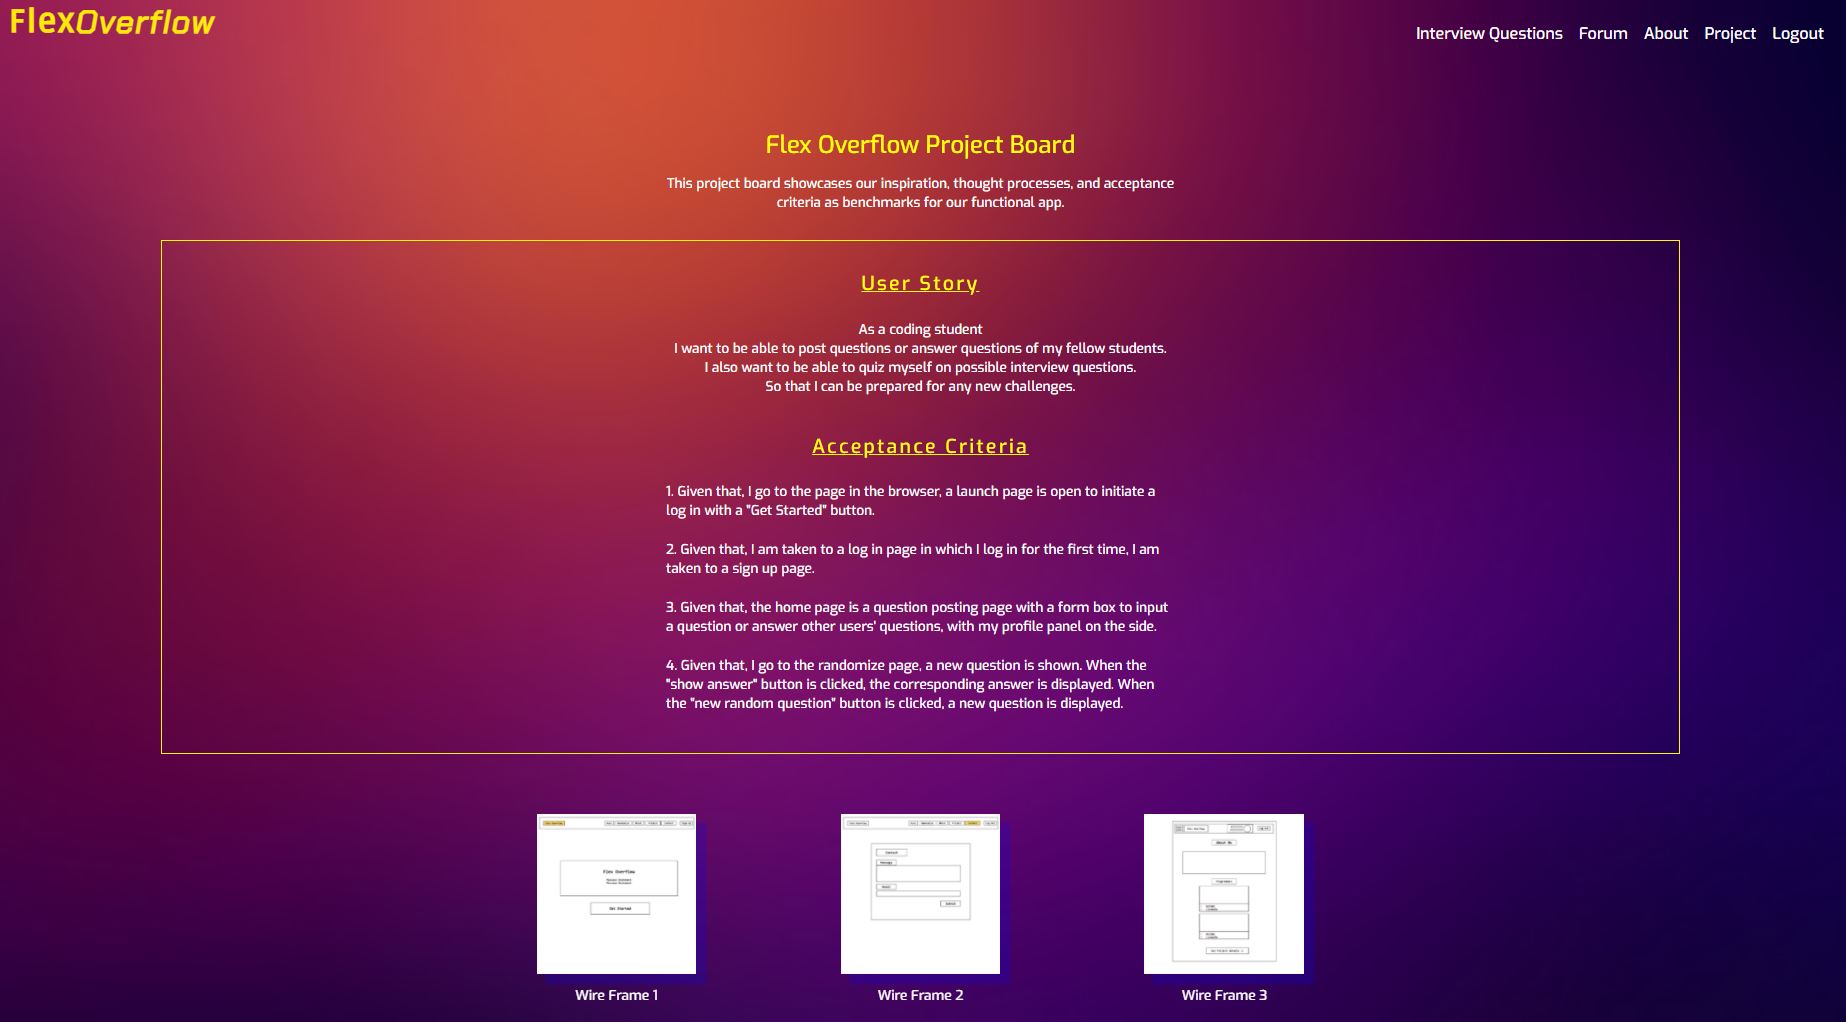 FlexOverflow
Interview Questions Forum About Project Logout
Flex Overflow Project Board
This project board showcases our inspiration, thought processes, and acceptance
criteria as benchmarks for our functional app.
User Story
As a coding student
I want to be able to post questions or answer questions of my fellow students.
I also want to be able to quiz myself on possible interview questions.
So that I can be prepared for any new challenges.
Acceptance Criteria
1. Given that, I go to the page in the browser, a launch page is open to initiate a
log in with a "Get Started" button.
2. Given that, I am taken to a log in page in which I log in for the first time, I am
taken to a sign up page.
3. Given that, the home page is a question posting page with a form box to input
a question or answer other users' questions, with my profile panel on the side.
4. Given that, I go to the randomize page, a new question is shown. When the
"show answer" button is clicked, the corresponding answer is displayed. When
the "new random question" button is clicked, a new question is displayed.
Flex Overflow
Get Started
Contact
Message
Submit
About Me
Wire Frame 1
Wire Frame 2
Wire Frame 3